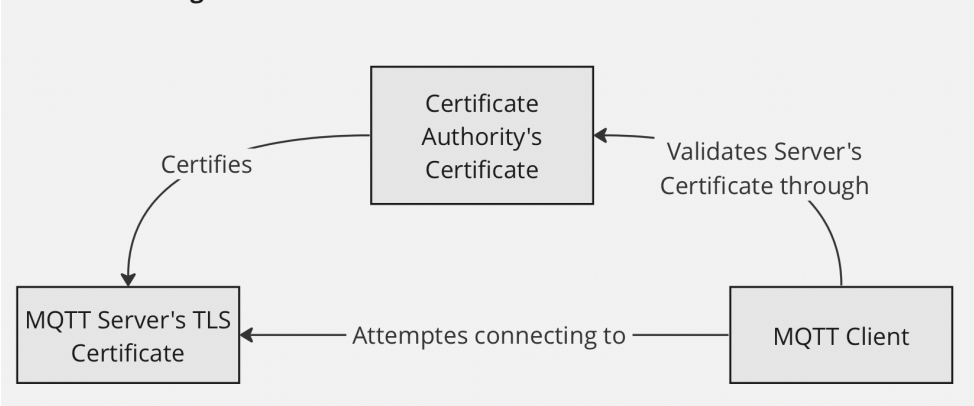 Certificate
Authority's
Certificate
Certifies
Validates Server's
Certificate through
MQTT Server's TLS
Certificate
Attemptes connecting to
MQTT Client